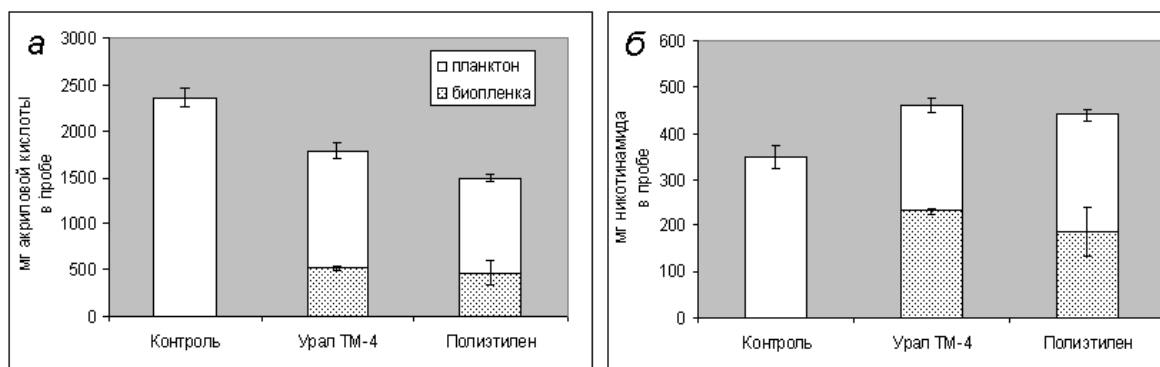 а
мг акриловой кислоты
в пробе
3000
2500
2000
1500
1000
500
0
планктон
биопленка
Контроль
Урал ТМ-4
Полиэтилен
б
мг никотинамида
в пробе
600
500
400
300
200
100
0
Контроль
Урал ТМ-4
Полиэтилен